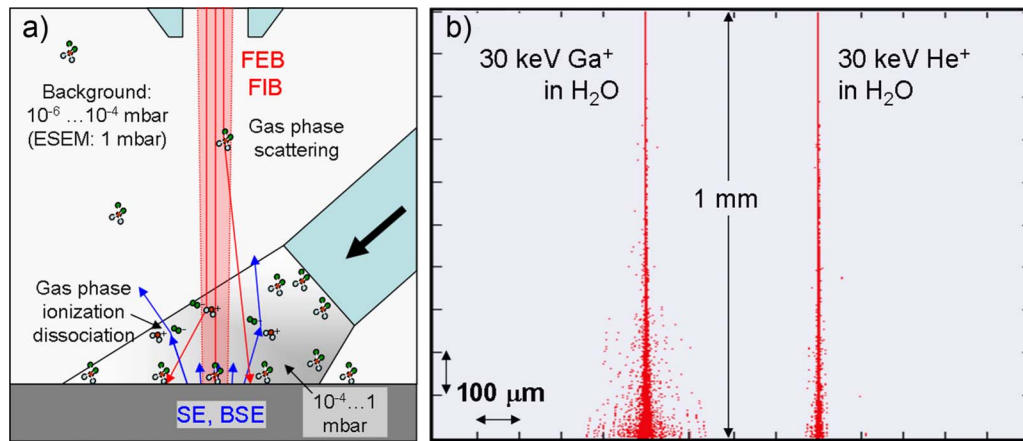 a)
FEB
FIB
Background:
10⁻⁶ …10⁻⁴ mbar
(ESEM: 1 mbar)
Gas phase
scattering
Gas phase
ionization
dissociation
SE, BSE
10⁻⁴…1
mbar
b)
30 keV Ga⁺
in H₂O
30 keV He⁺
in H₂O
1 mm
100 µm